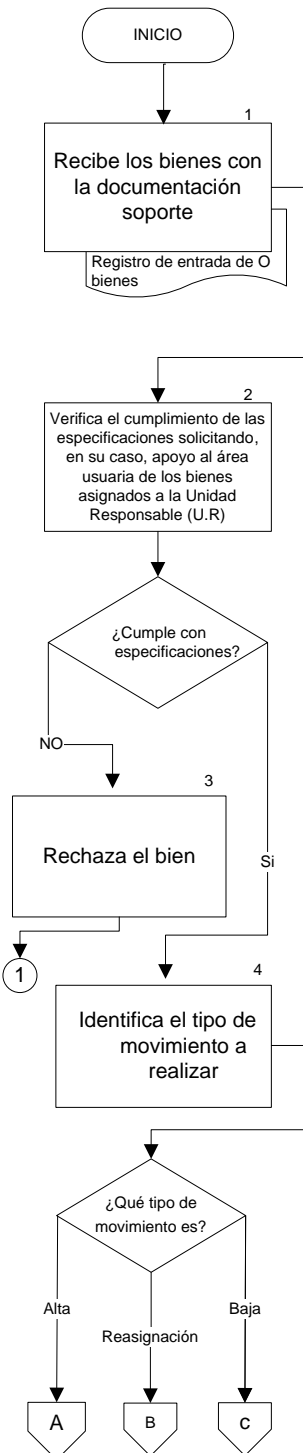 INICIO
1
Recibe los bienes con
la documentación
soporte
Registro de entrada de O
bienes
2
Verifica el cumplimiento de las
especificaciones solicitando,
en su caso, apoyo al área
usuaria de los bienes
asignados a la Unidad
Responsable (U.R)
¿Cumple con
especificaciones?
NO
3
Rechaza el bien
Si
1
4
Identifica el tipo de
movimiento a
realizar
¿Qué tipo de
movimiento es?
Alta
Reasignación
Baja
A
B
c